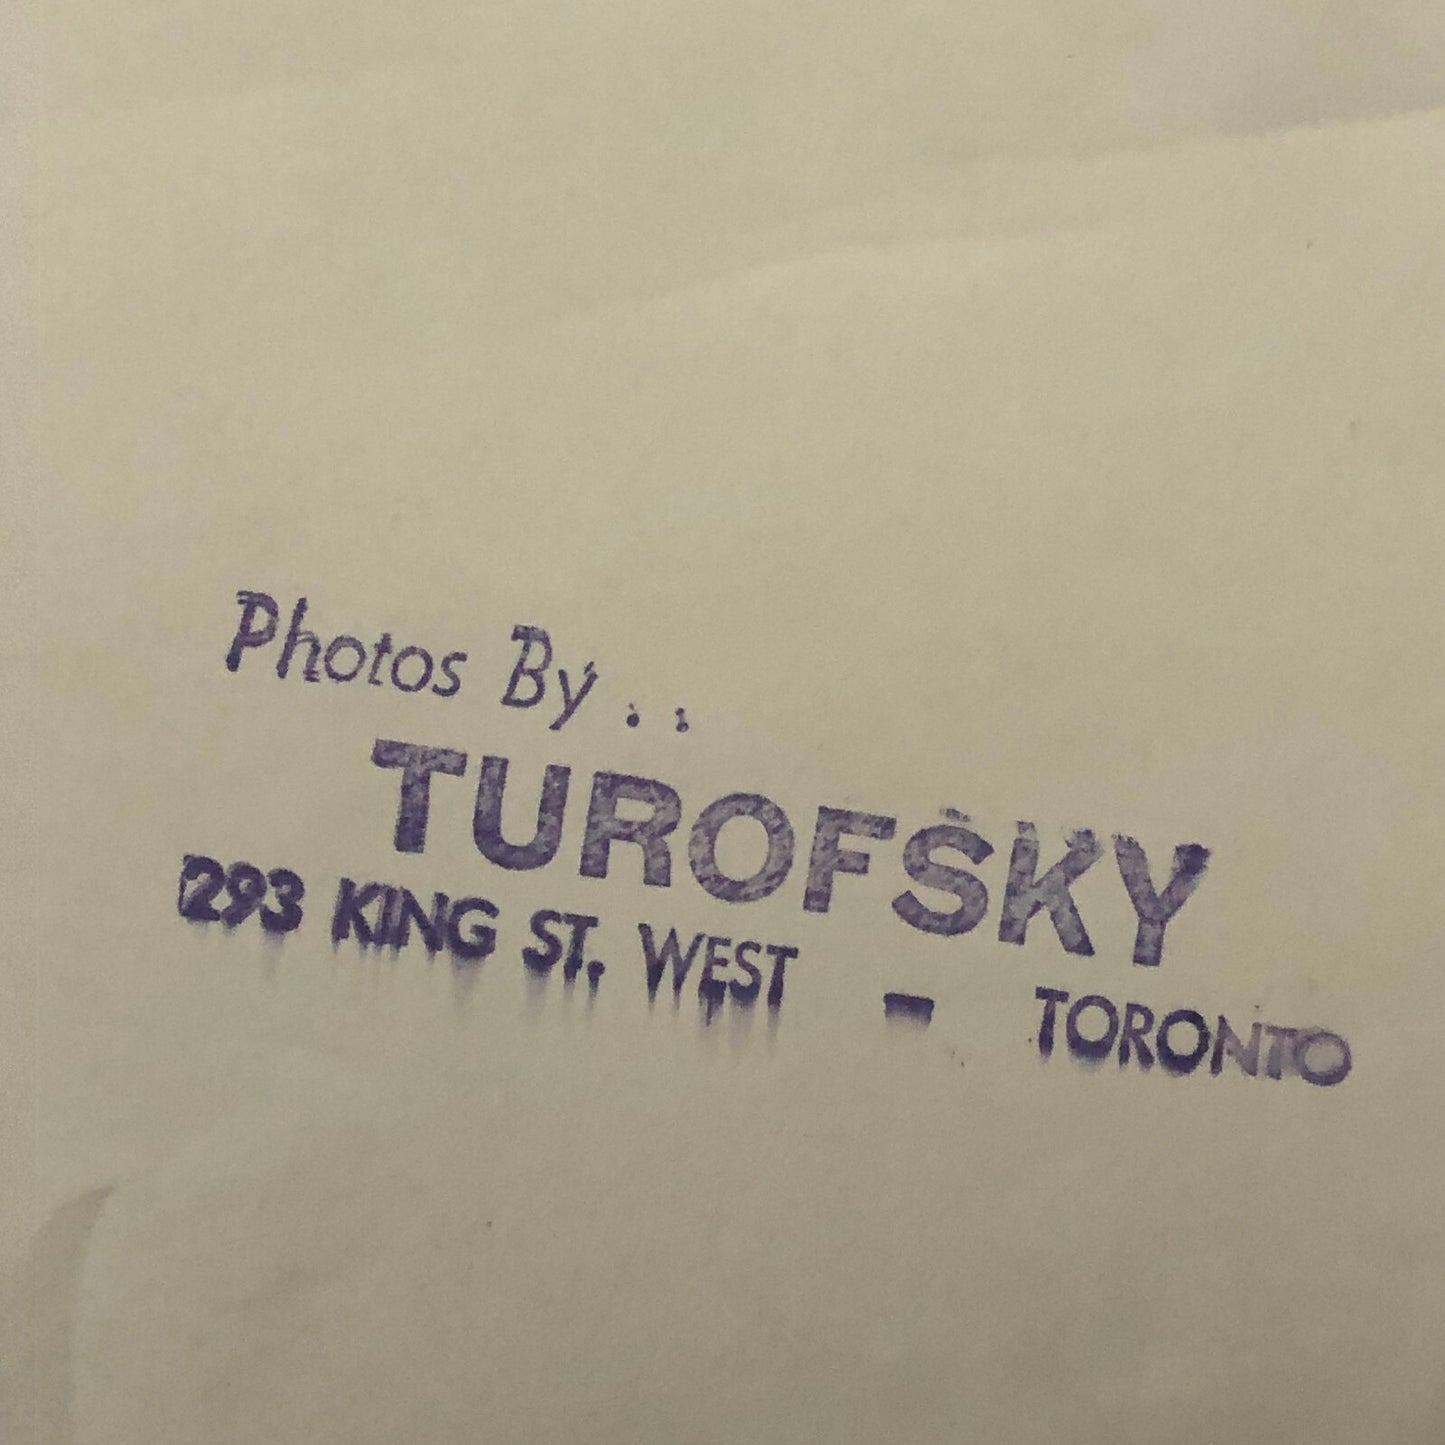 Photos By . .
TUROFSKY
293 KING ST. WEST - TORONTO